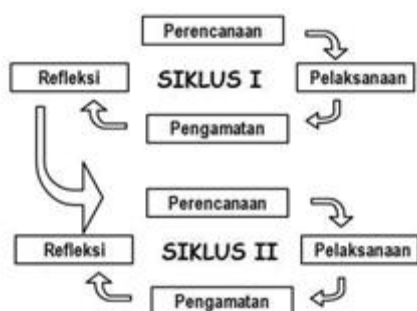 Perencanaan
Refleksi SIKLUS I Pelaksanaan
Pengamatan
Perencanaan
Refleksi SIKLUS II Pelaksanaan
Pengamatan